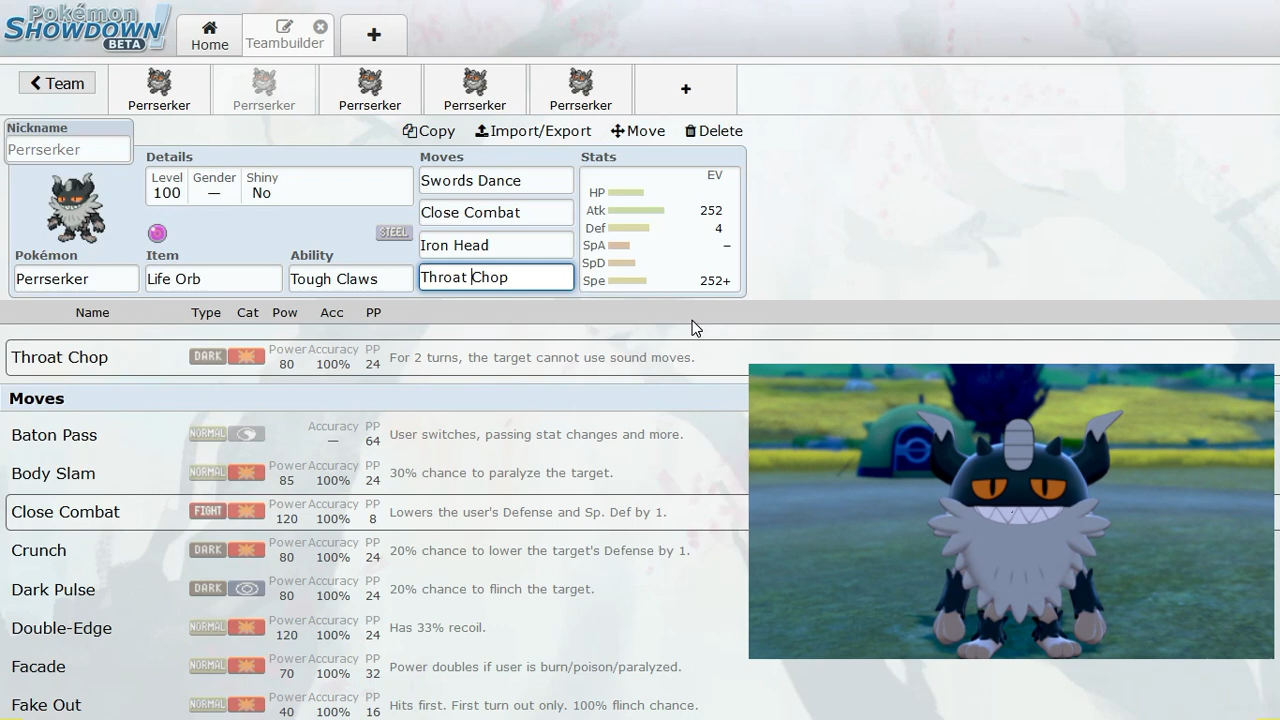 Pokémon
SHOWDOWN!
BETA
Home
Teambuilder
+
Team
Perrserker
Perrserker
Perrserker
Perrserker
Perrserker
+
Nickname
Perrserker
Copy
Import/Export
Move
Delete
Details
Moves
Stats
Level
100
Gender
—
Shiny
No
Swords Dance
Close Combat
Iron Head
Throat Chop
EV
HP
Atk 252
Def 4
SpA –
SpD
Spe 252+
STEEL
Pokémon
Perrserker
Item
Life Orb
Ability
Tough Claws
Name Type Cat Pow Acc PP
Throat Chop DARK Power 80 Accuracy 100% PP 24 For 2 turns, the target cannot use sound moves.
Moves
Baton Pass NORMAL Accuracy — PP 64 User switches, passing stat changes and more.
Body Slam NORMAL Power 85 Accuracy 100% PP 24 30% chance to paralyze the target.
Close Combat FIGHT Power 120 Accuracy 100% PP 8 Lowers the user's Defense and Sp. Def by 1.
Crunch DARK Power 80 Accuracy 100% PP 24 20% chance to lower the target's Defense by 1.
Dark Pulse DARK Power 80 Accuracy 100% PP 24 20% chance to flinch the target.
Double-Edge NORMAL Power 120 Accuracy 100% PP 24 Has 33% recoil.
Facade NORMAL Power 70 Accuracy 100% PP 32 Power doubles if user is burn/poison/paralyzed.
Fake Out NORMAL Power 40 Accuracy 100% PP 16 Hits first. First turn out only. 100% flinch chance.